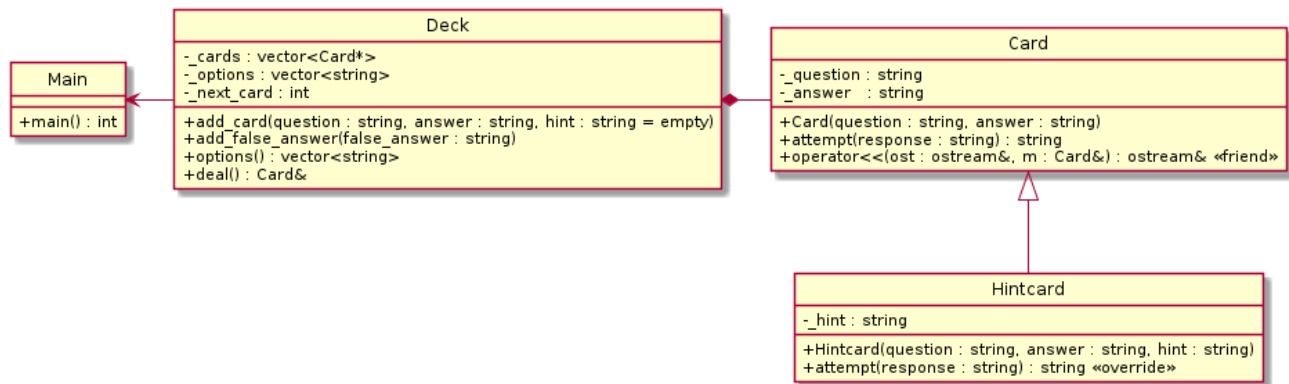 Main
+main() : int
Deck
-_cards : vector<Card*>
-_options : vector<string>
-_next_card : int
+add_card(question : string, answer : string, hint : string = empty)
+add_false_answer(false_answer : string)
+options() : vector<string>
+deal() : Card&
Card
-_question : string
-_answer : string
+Card(question : string, answer : string)
+attempt(response : string) : string
+operator<<(ost : ostream&, m : Card&) : ostream& «friend»
Hintcard
-_hint : string
+Hintcard(question : string, answer : string, hint : string)
+attempt(response : string) : string «override»